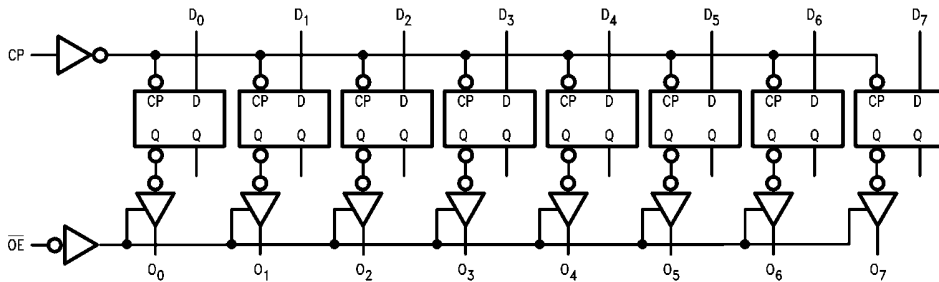 D0 D1 D2 D3 D4 D5 D6 D7
CP
CP D CP D CP D CP D CP D CP D CP D CP D
Q Q Q Q Q Q Q Q Q Q Q Q Q Q Q Q
O̅E̅
O0 O1 O2 O3 O4 O5 O6 O7